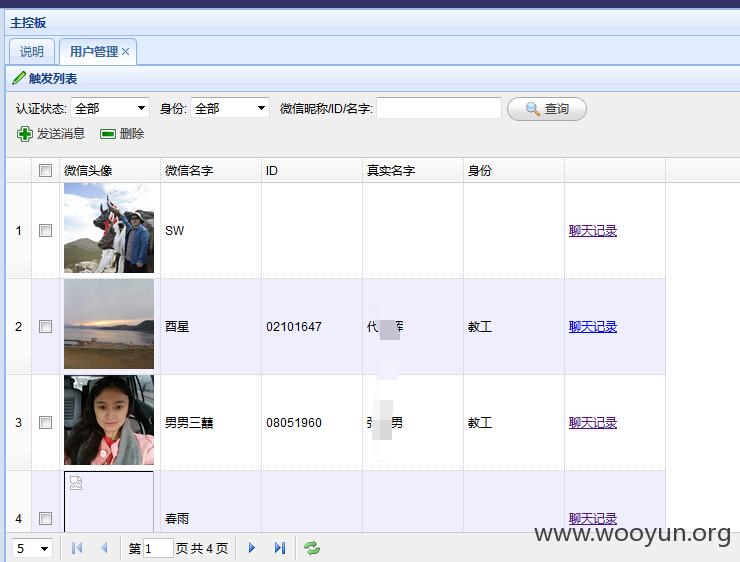 主控板
说明 用户管理
触发列表
认证状态: 全部 身份: 全部 微信昵称/ID/名字: 查询
发送消息 删除
微信头像 微信名字 ID 真实名字 身份
1 SW 聊天记录
2 酉星 02101647 代 教工 聊天记录
3 男男三囍 08051960 男 教工 聊天记录
4 春雨 聊天记录
5 第 1 页 共 4 页
www.wooyun.org